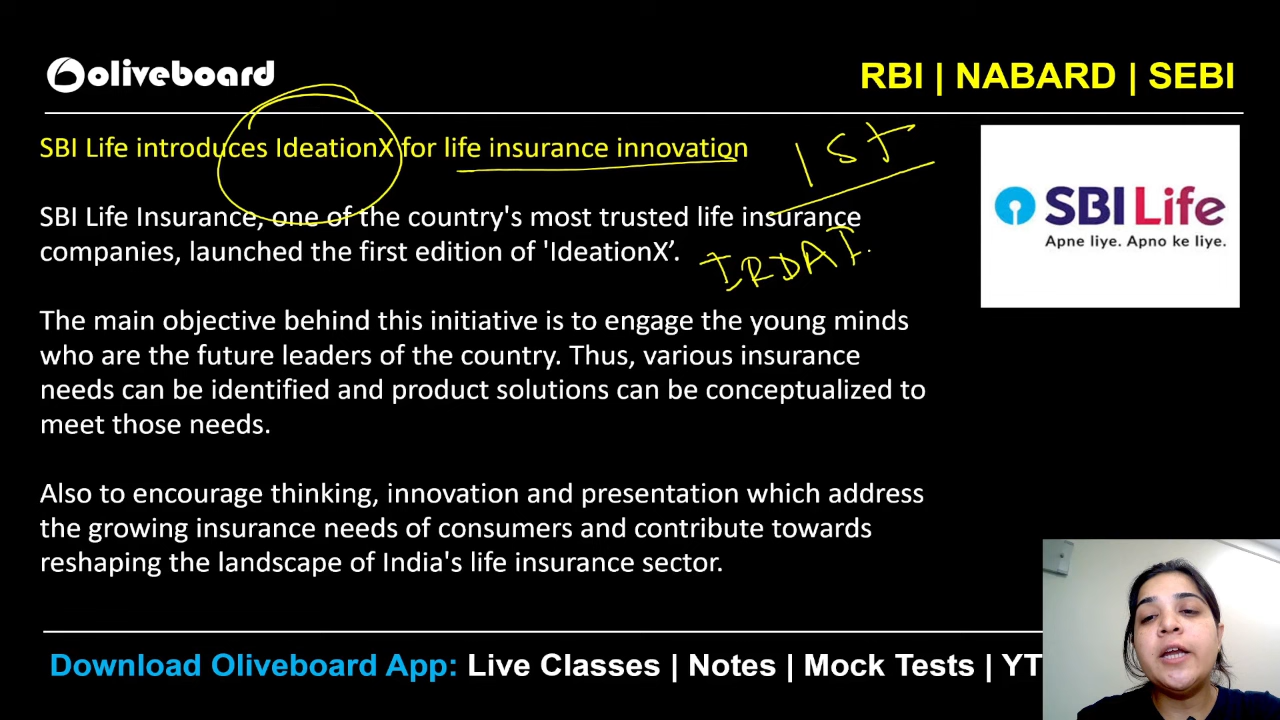 oliveboard
RBI | NABARD | SEBI
SBI Life introduces IdeationX for life insurance innovation
1st
SBI Life Insurance, one of the country's most trusted life insurance
companies, launched the first edition of 'IdeationX’.
IRDAI.
SBI Life
Apne liye. Apno ke liye.
The main objective behind this initiative is to engage the young minds
who are the future leaders of the country. Thus, various insurance
needs can be identified and product solutions can be conceptualized to
meet those needs.
Also to encourage thinking, innovation and presentation which address
the growing insurance needs of consumers and contribute towards
reshaping the landscape of India's life insurance sector.
Download Oliveboard App: Live Classes | Notes | Mock Tests | YT